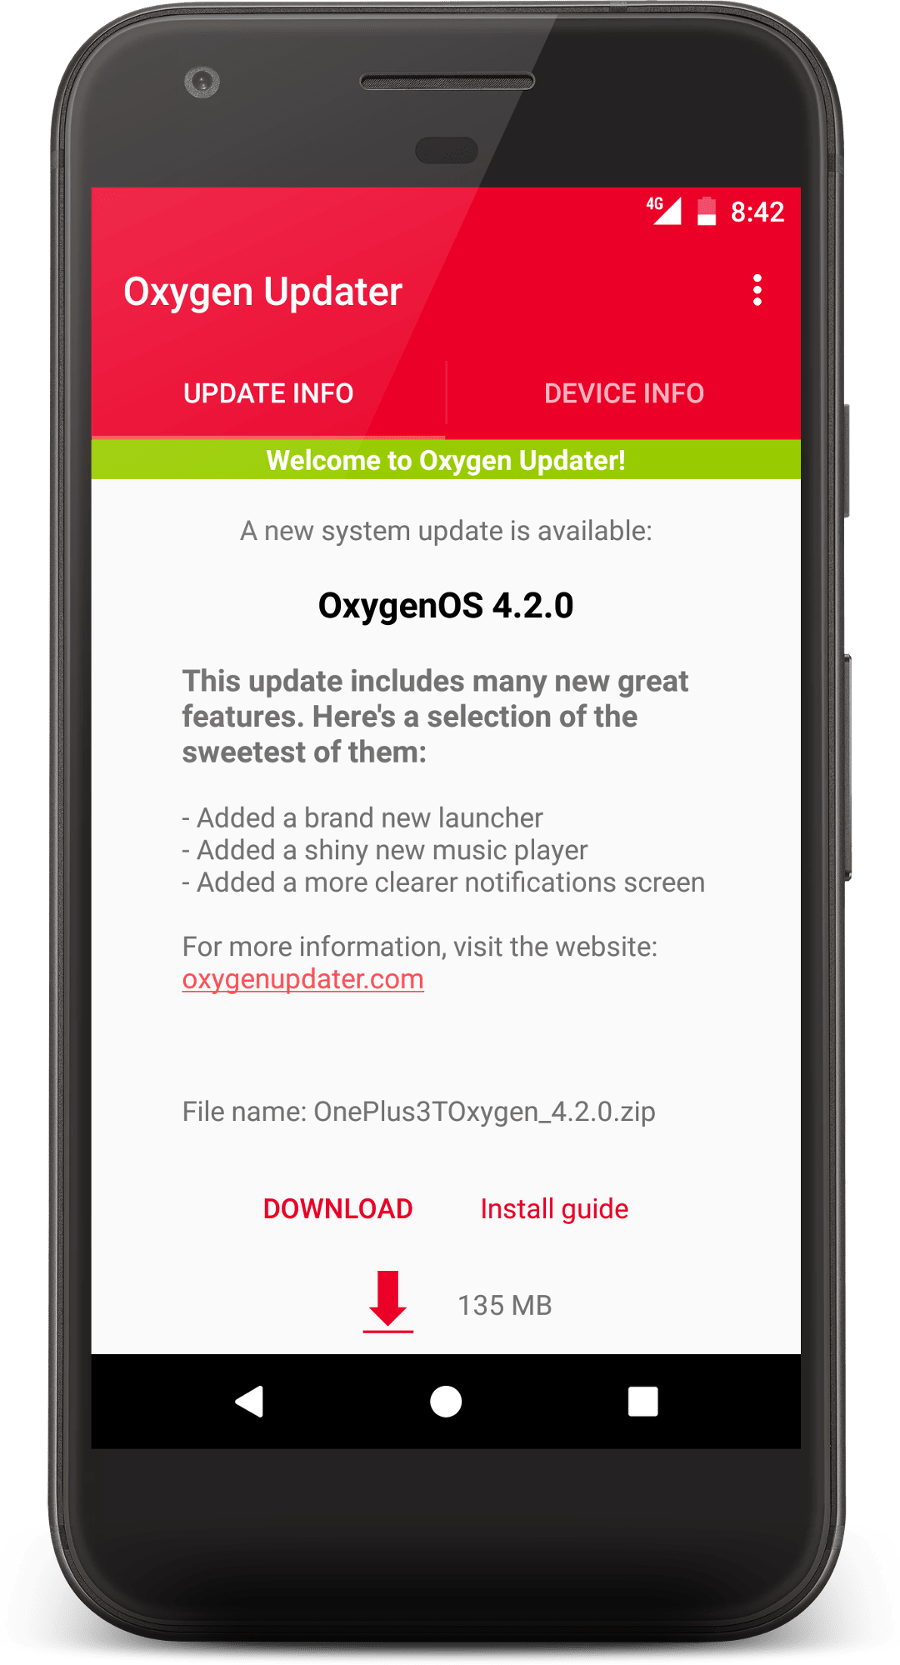 4G 8:42
Oxygen Updater
UPDATE INFO DEVICE INFO
Welcome to Oxygen Updater!
A new system update is available:
OxygenOS 4.2.0
This update includes many new great
features. Here's a selection of the
sweetest of them:
- Added a brand new launcher
- Added a shiny new music player
- Added a more clearer notifications screen
For more information, visit the website:
oxygenupdater.com
File name: OnePlus3TOxygen_4.2.0.zip
DOWNLOAD Install guide
135 MB